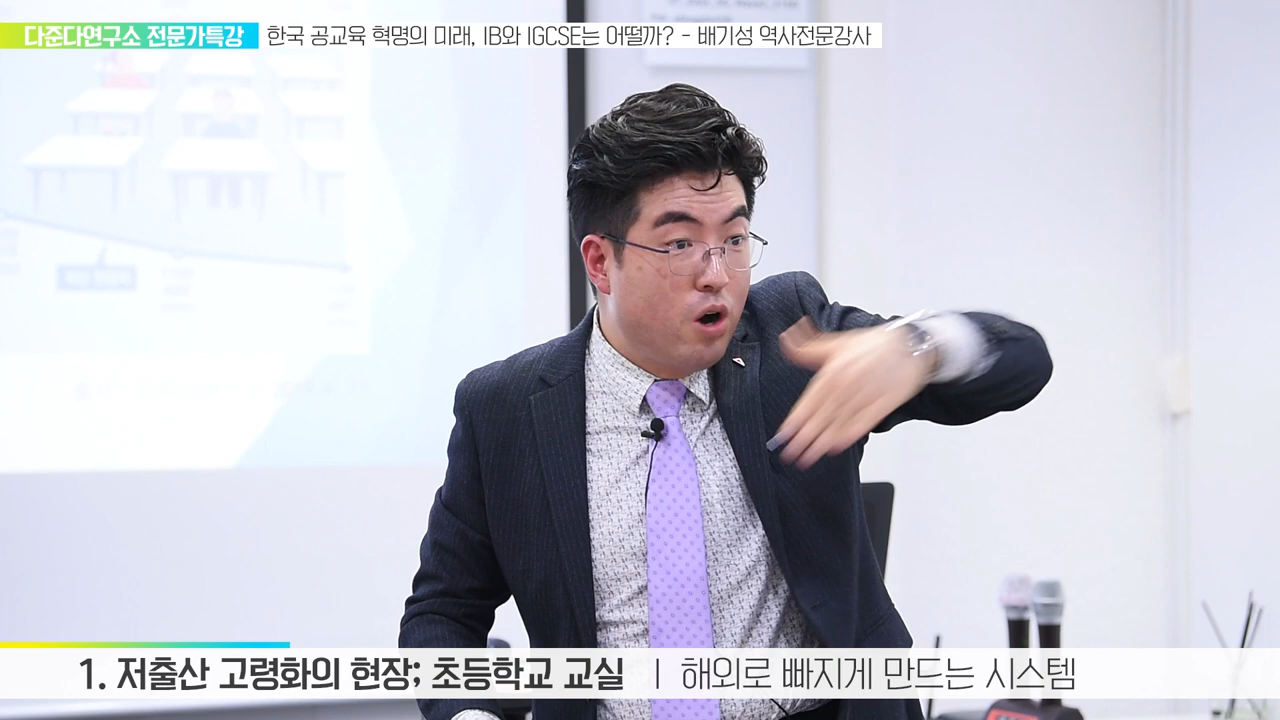 다준다연구소 전문가특강 한국 공교육 혁명의 미래, IB와 IGCSE는 어떨까? - 배기성 역사전문강사
1. 저출산 고령화의 현장; 초등학교 교실 | 해외로 빠지게 만드는 시스템